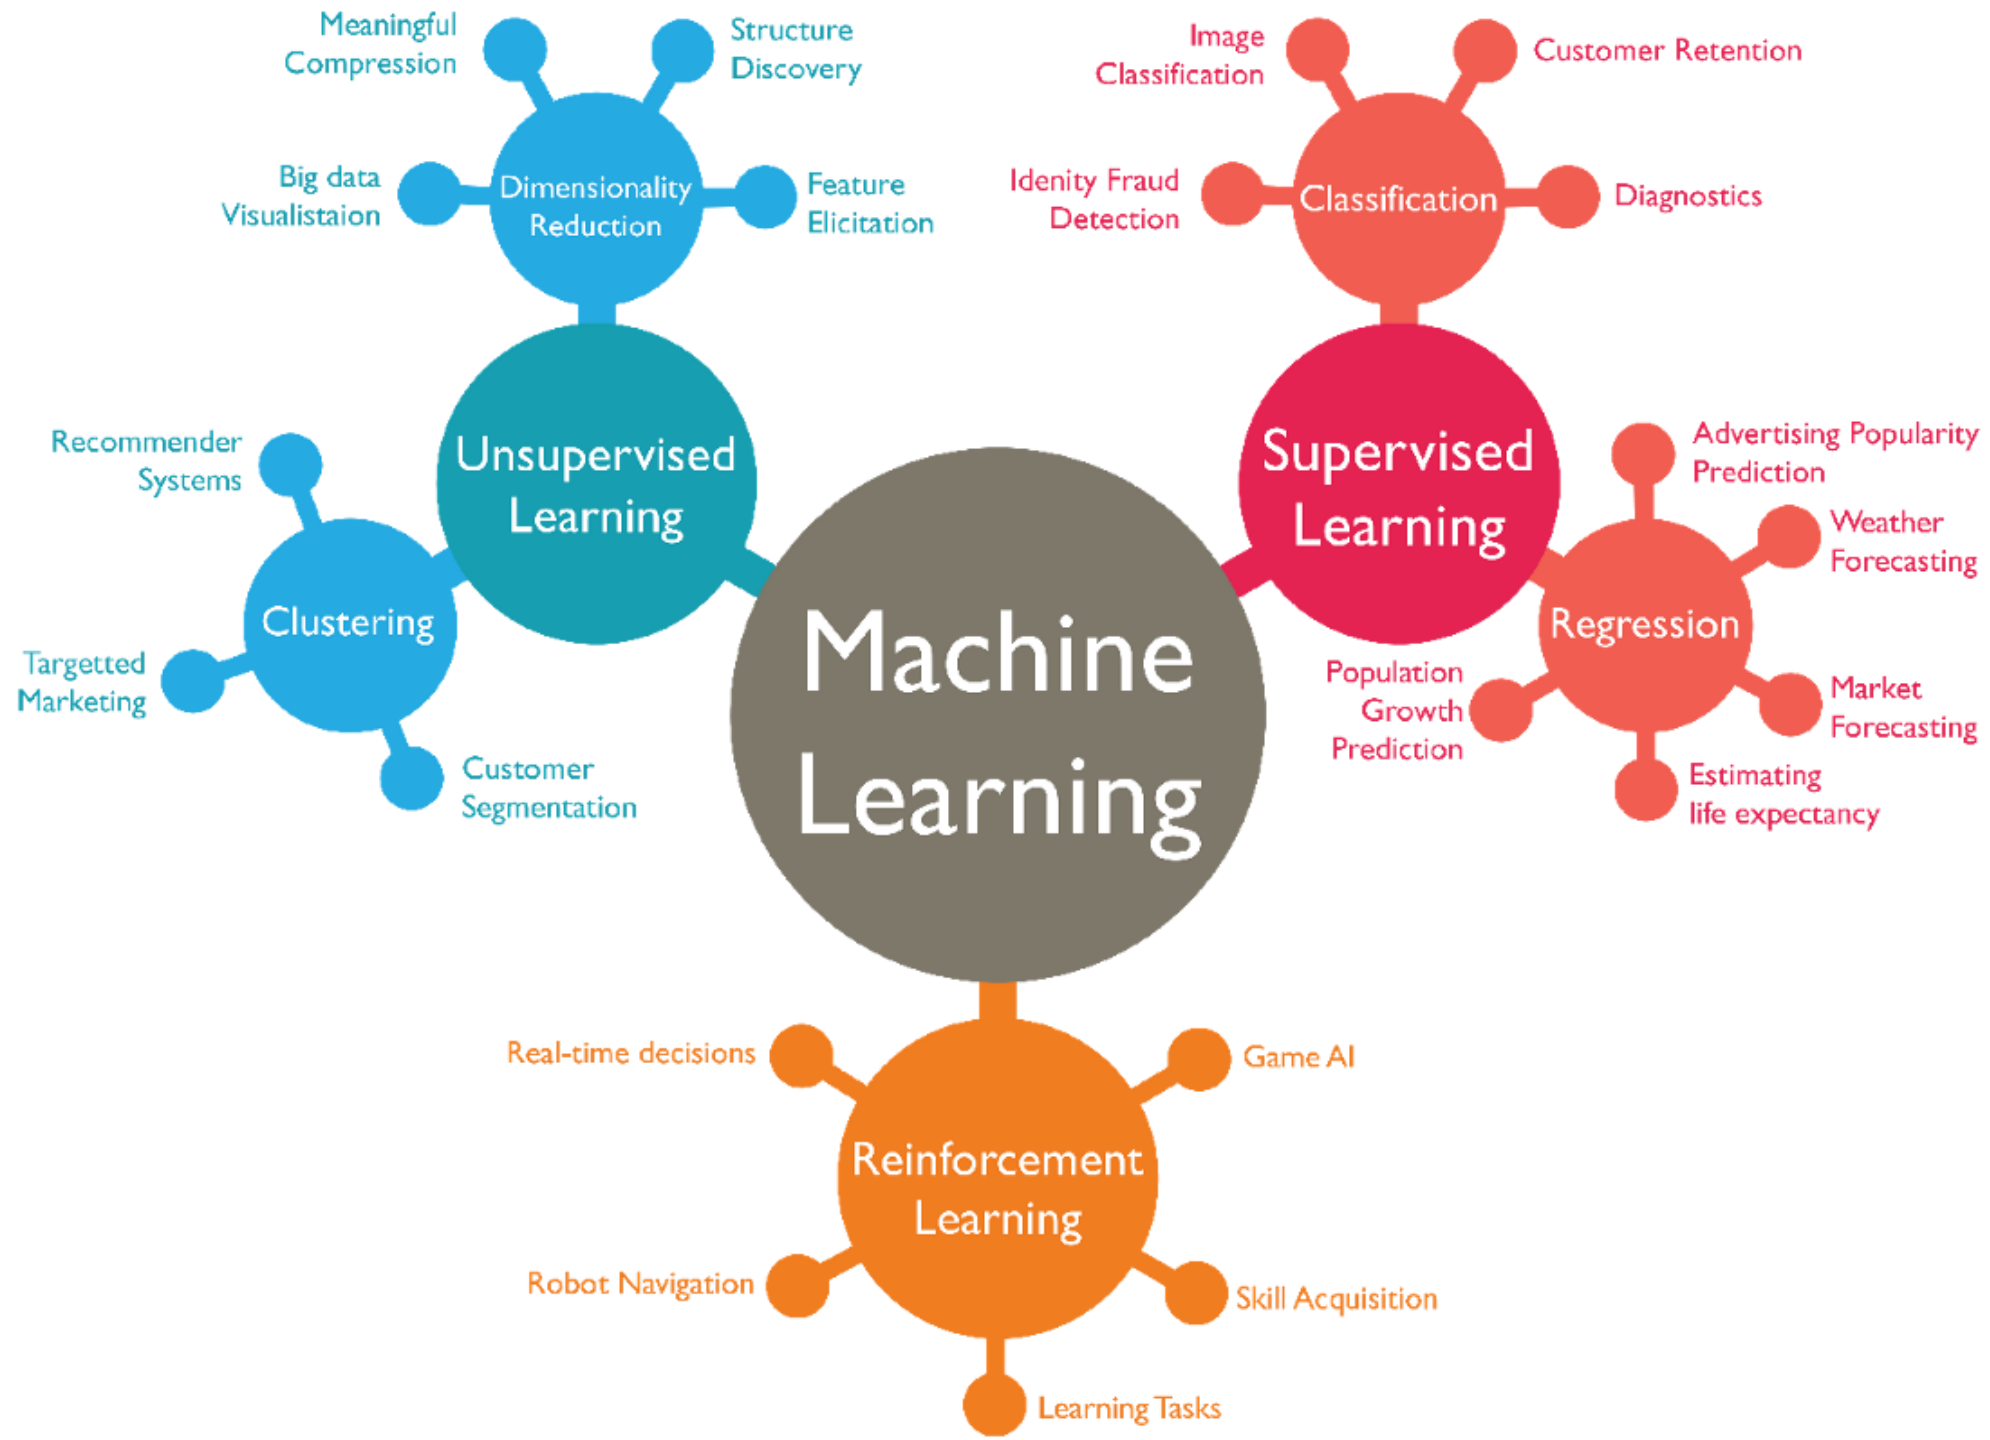 Meaningful
Compression
Structure
Discovery
Big data
Visualistaion
Dimensionality
Reduction
Feature
Elicitation
Image
Classification
Customer Retention
Idenity Fraud
Detection
Classification
Diagnostics
Unsupervised
Learning
Recommender
Systems
Clustering
Targetted
Marketing
Customer
Segmentation
Supervised
Learning
Advertising Popularity
Prediction
Weather
Forecasting
Regression
Population
Growth
Prediction
Market
Forecasting
Estimating
life expectancy
Machine
Learning
Real-time decisions
Game AI
Reinforcement
Learning
Robot Navigation
Skill Acquisition
Learning Tasks